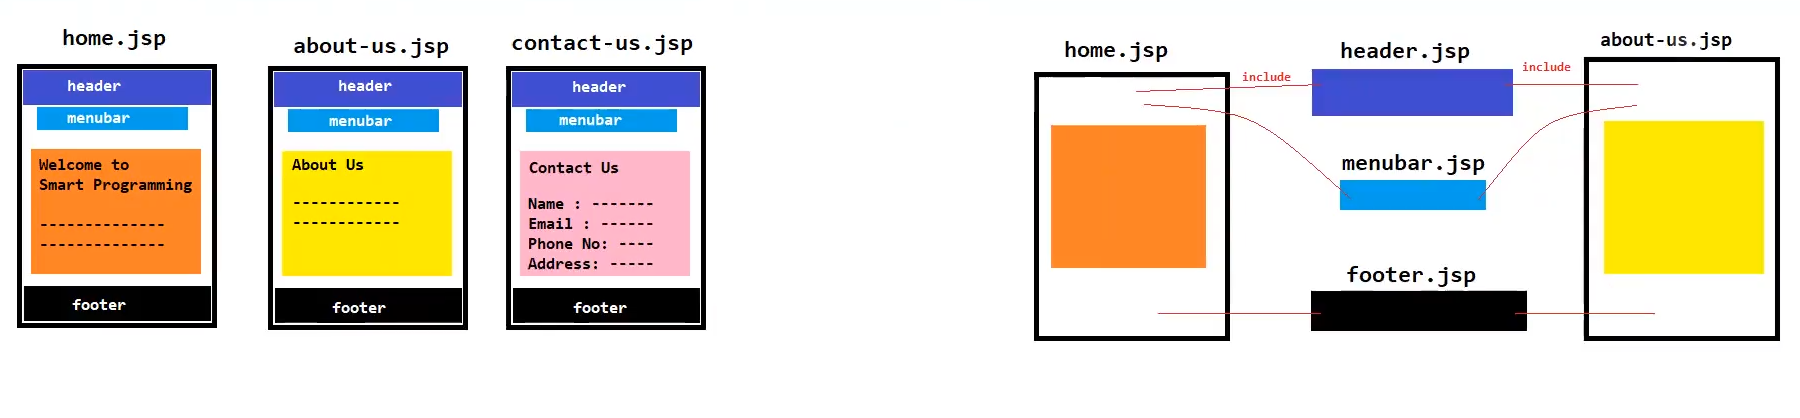 home.jsp
header
menubar
Welcome to
Smart Programming
--------------
--------------
footer
about-us.jsp
header
menubar
About Us
------------
------------
footer
contact-us.jsp
header
menubar
Contact Us
Name : -------
Email : ------
Phone No: ----
Address: -----
footer
home.jsp
include
header.jsp
include
menubar.jsp
footer.jsp
about-us.jsp